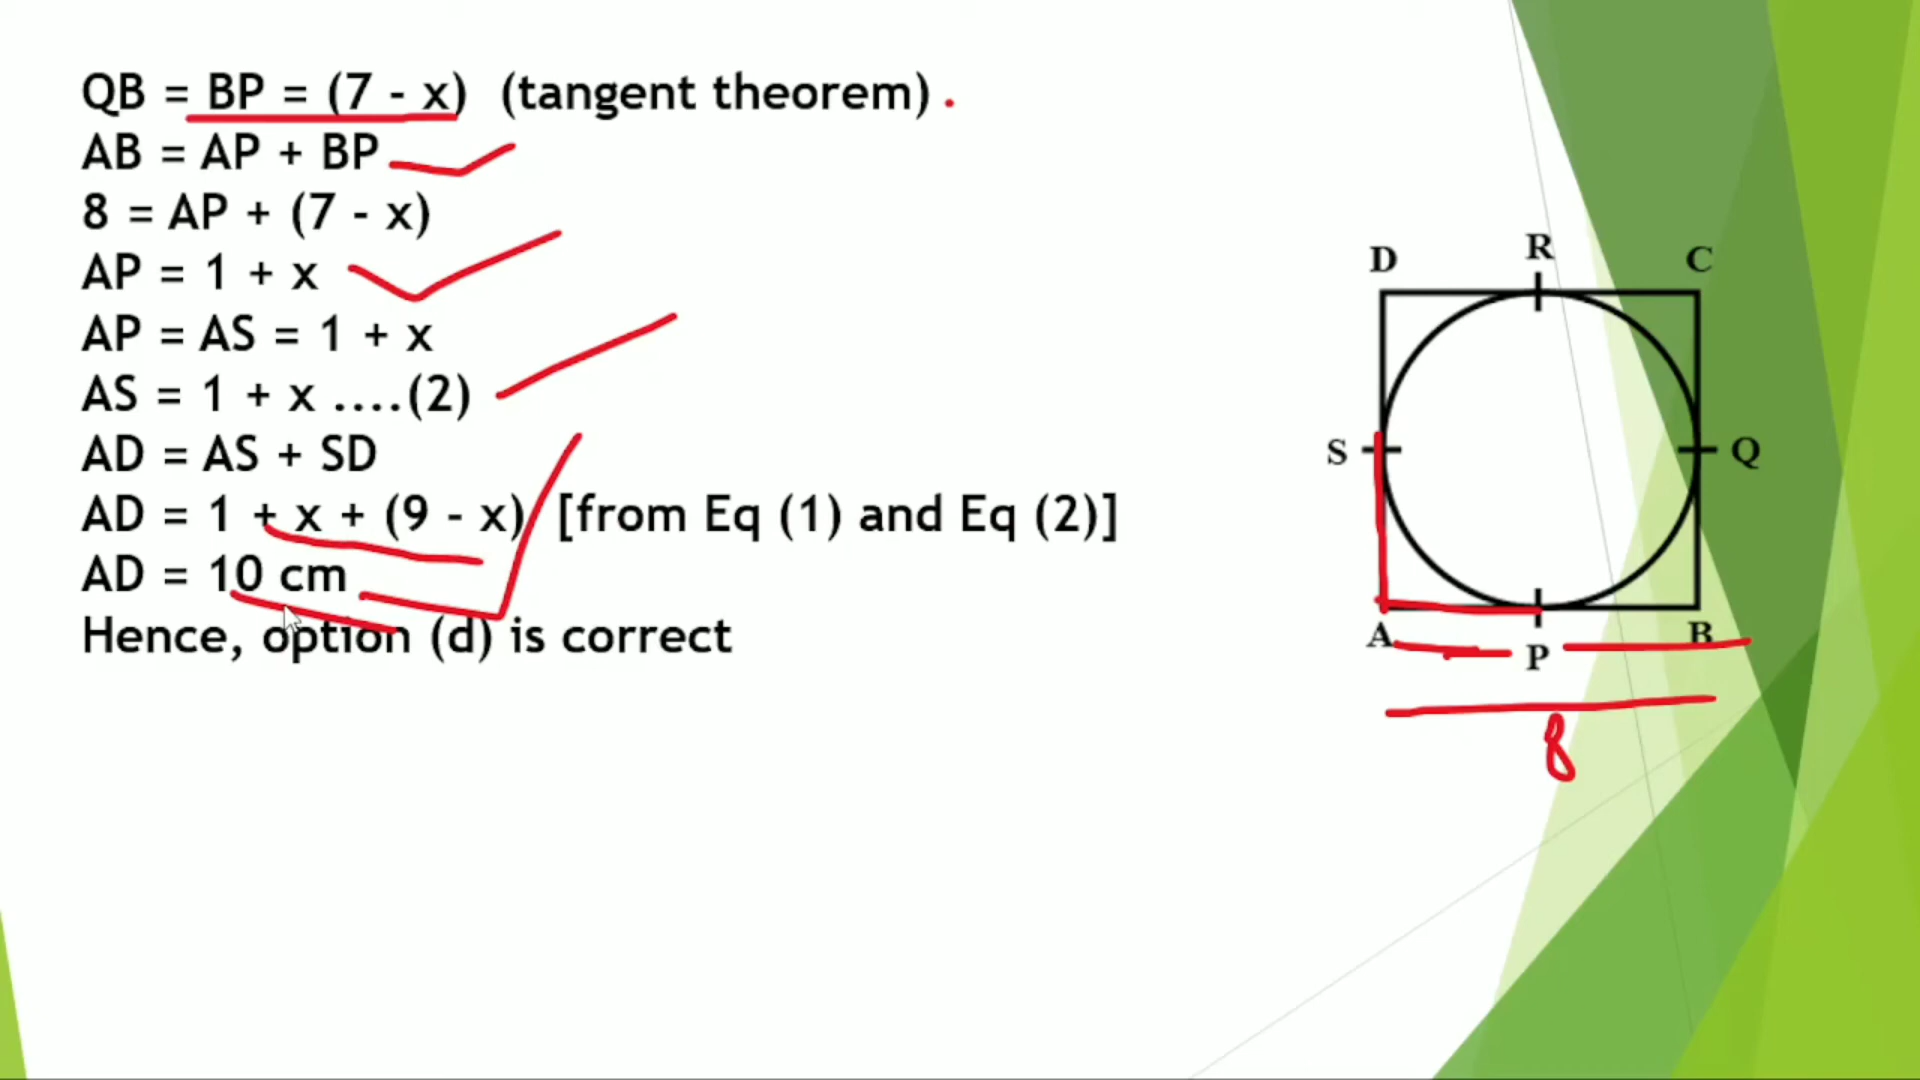 QB = BP = (7 - x) (tangent theorem)
AB = AP + BP
8 = AP + (7 - x)
AP = 1 + x
AP = AS = 1 + x
AS = 1 + x ....(2)
AD = AS + SD
AD = 1 + x + (9 - x) [from Eq (1) and Eq (2)]
AD = 10 cm
Hence, option (d) is correct
D R C
S Q
A P B
8